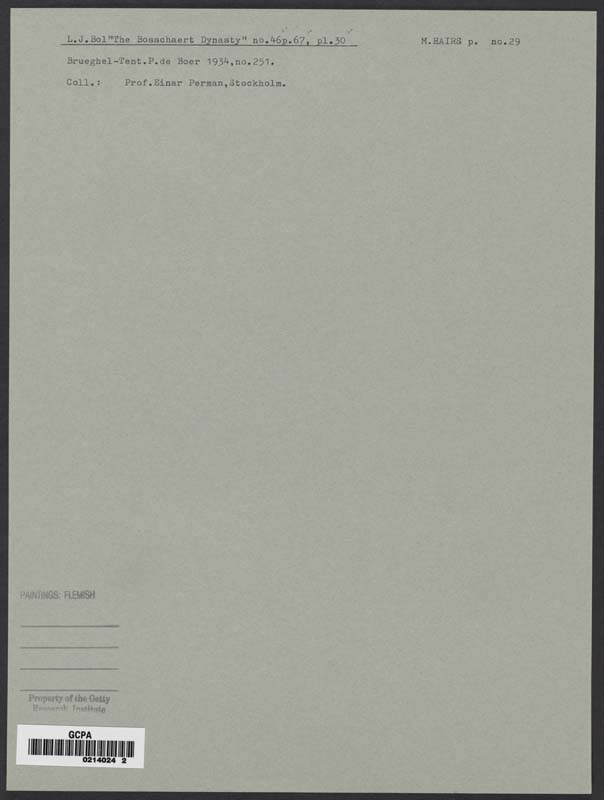 L.J.Bol"The Bosschaert Dynasty" no.46p.67, pl.30 M.HAIRS p. no.29
Brueghel-Tent.P.de Boer 1934,no.251.
Coll.: Prof.Einar Perman,Stockholm.
PAINTINGS: FLEMISH
Property of the Getty
Research Institute
GCPA
0214024 2